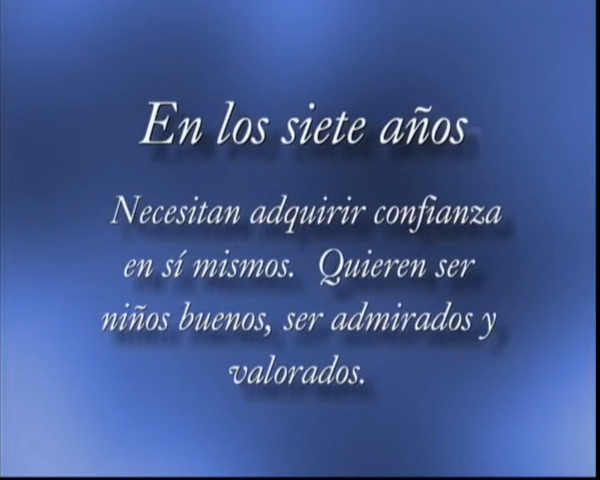 En los siete años
Necesitan adquirir confianza
en sí mismos. Quieren ser
niños buenos, ser admirados y
valorados.